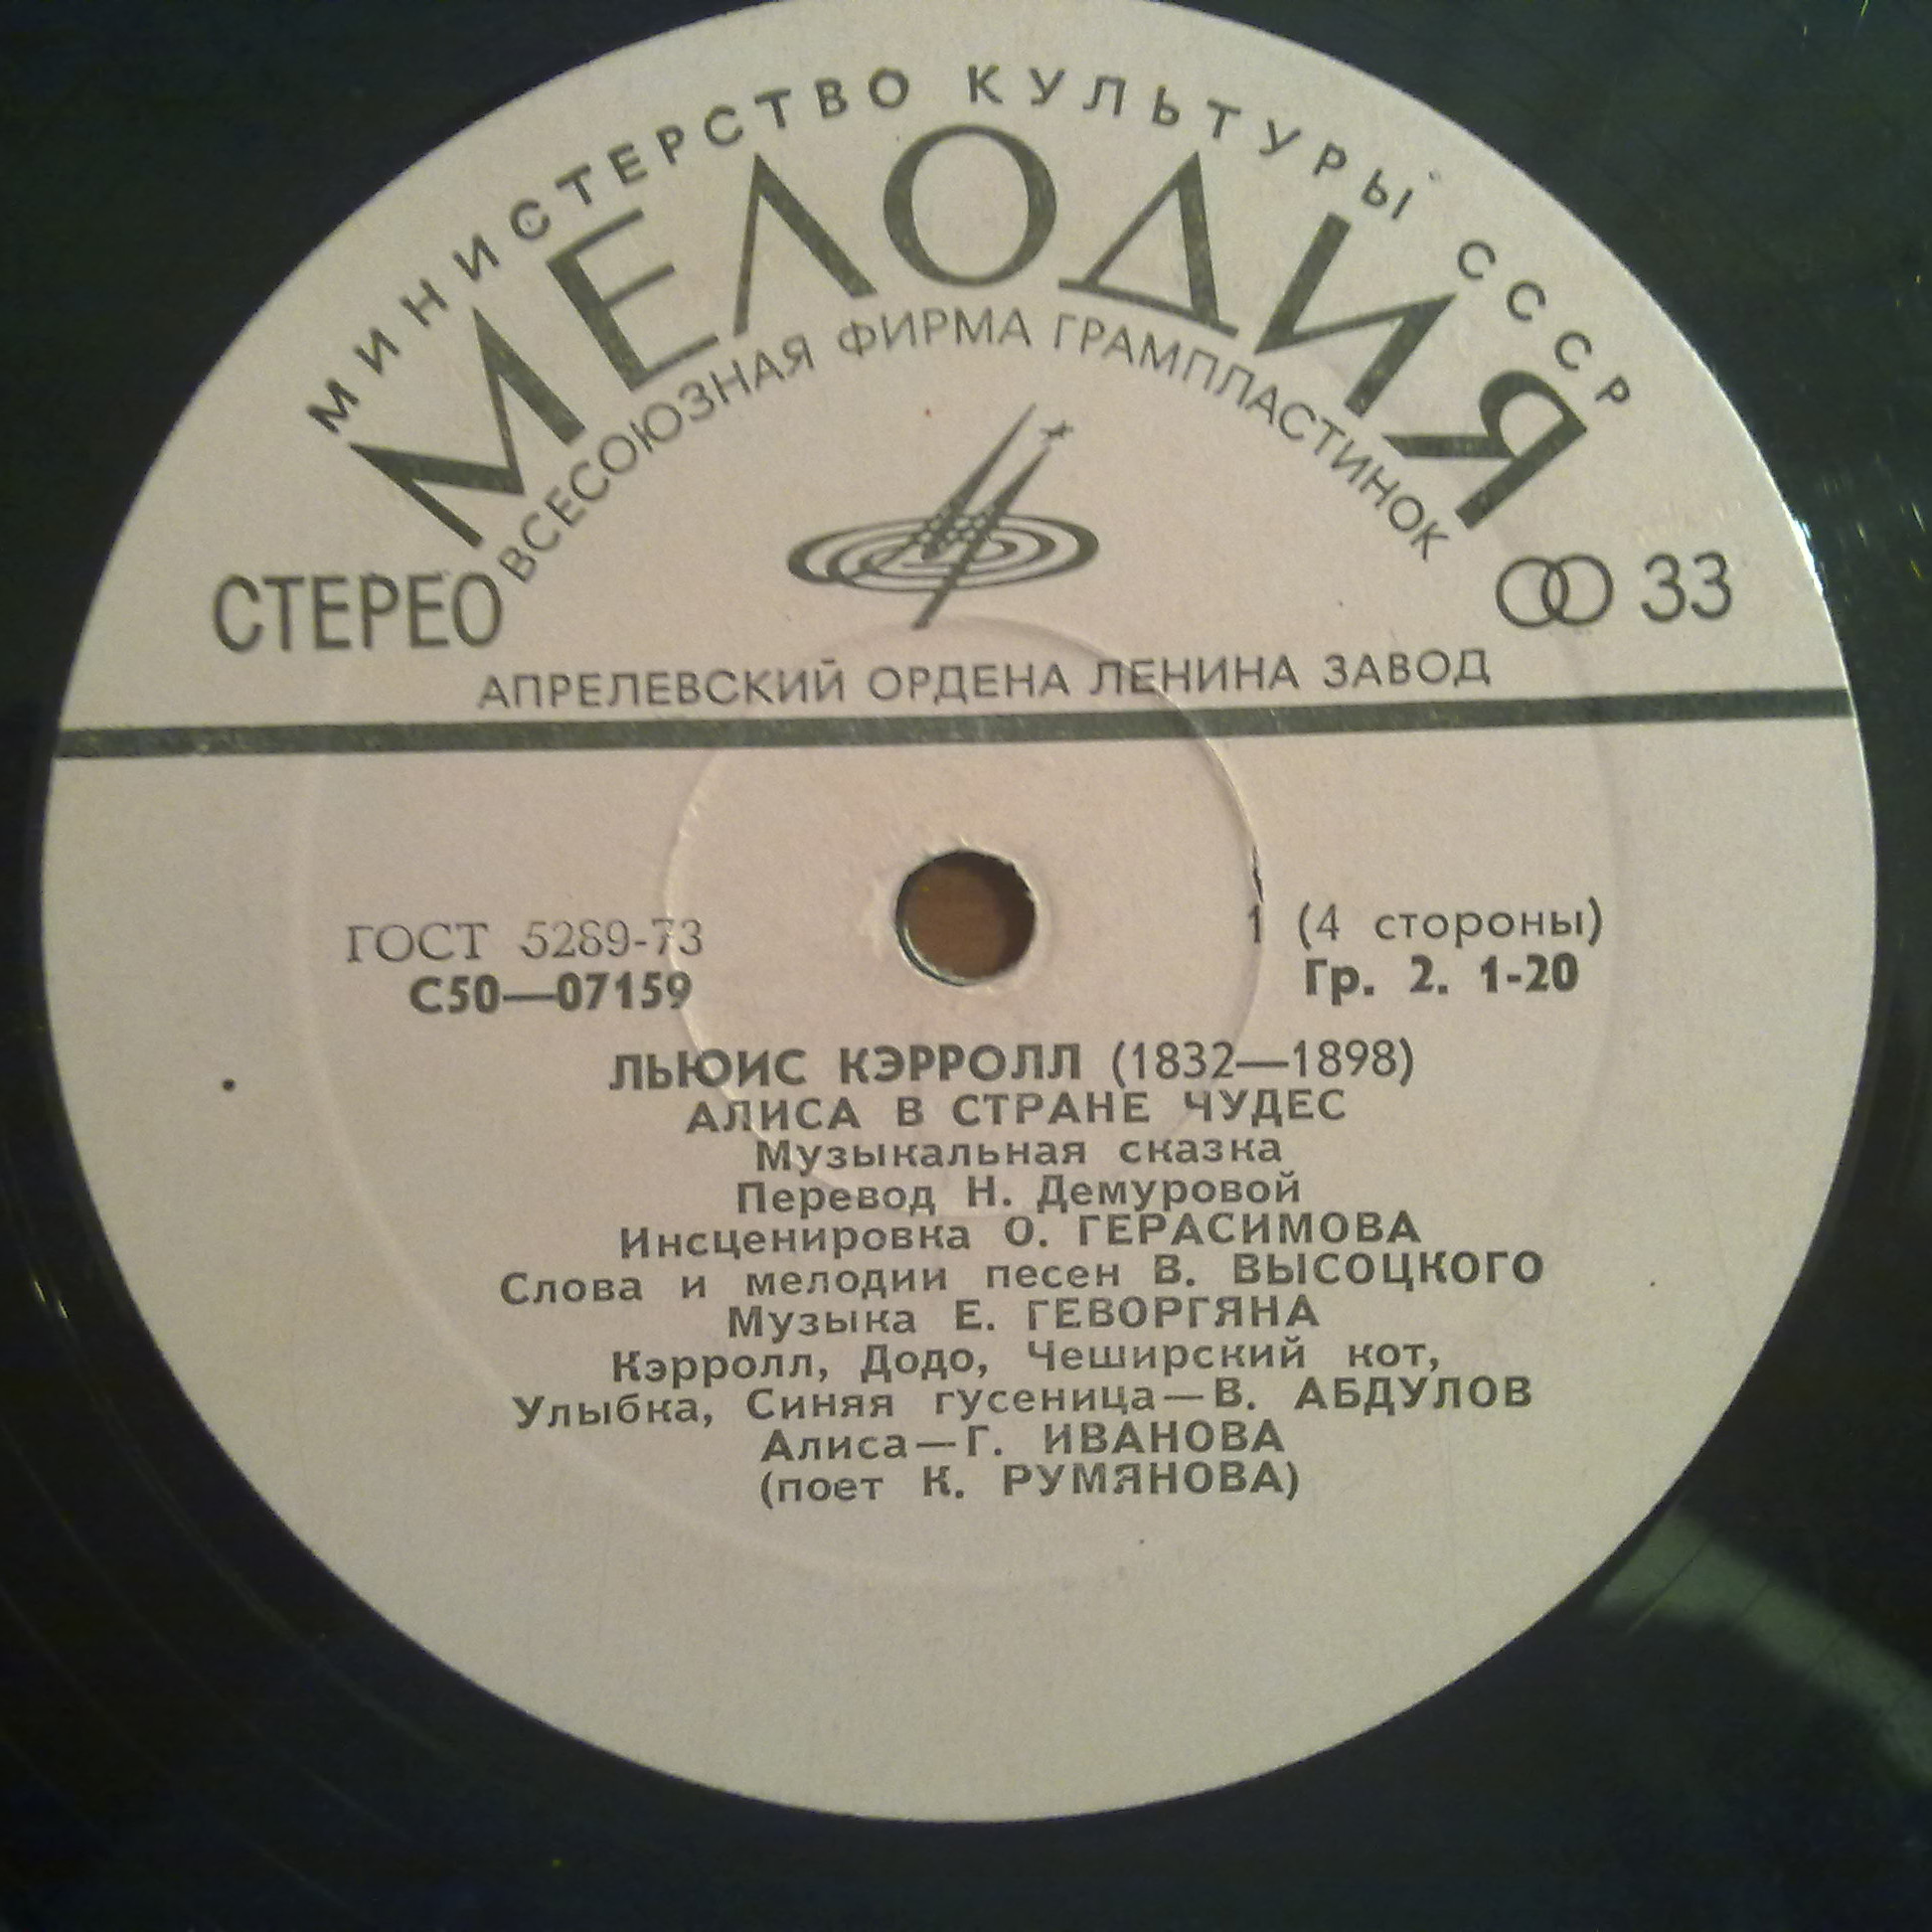 МИНИСТЕРСТВО КУЛЬТУРЫ СССР
МЕЛОДИЯ
ВСЕСОЮЗНАЯ ФИРМА ГРАМПЛАСТИНОК
СТЕРЕО
33
АПРЕЛЕВСКИЙ ОРДЕНА ЛЕНИНА ЗАВОД
ГОСТ 5289-73
С50—07159
1 (4 стороны)
Гр. 2. 1-20
ЛЬЮИС КЭРРОЛЛ (1832—1898)
АЛИСА В СТРАНЕ ЧУДЕС
Музыкальная сказка
Перевод Н. Демуровой
Инсценировка О. ГЕРАСИМОВА
Слова и мелодии песен В. ВЫСОЦКОГО
Музыка Е. ГЕВОРГЯНА
Кэрролл, Додо, Чеширский кот,
Улыбка, Синяя гусеница—В. АБДУЛОВ
Алиса—Г. ИВАНОВА
(поет К. РУМЯНОВА)